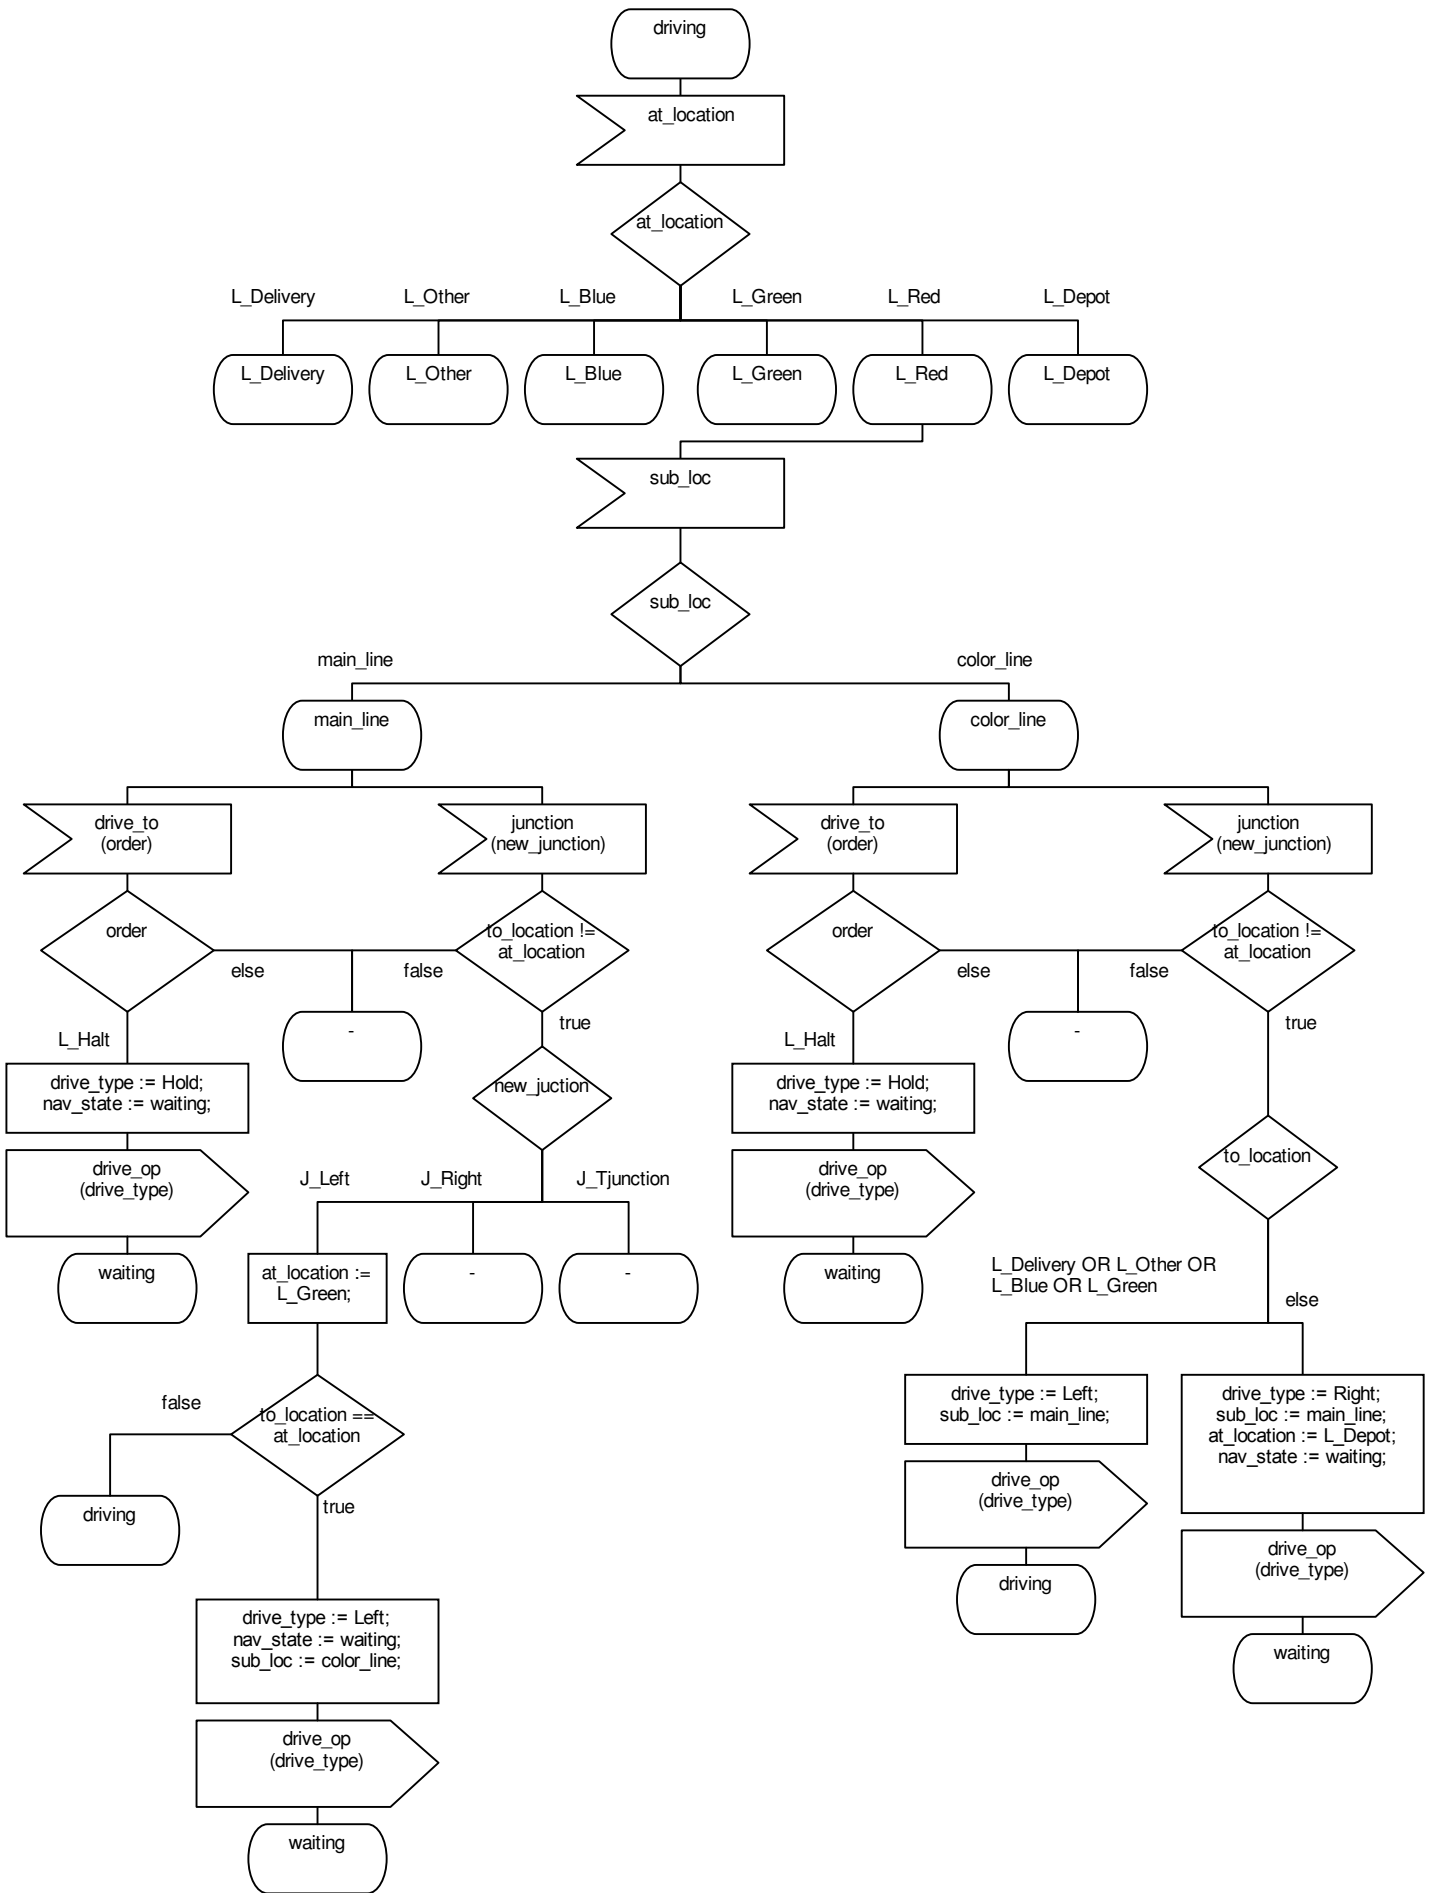 driving
at_location
at_location
L_Delivery
L_Other
L_Blue
L_Green
L_Red
L_Depot
L_Delivery
L_Other
L_Blue
L_Green
L_Red
L_Depot
sub_loc
sub_loc
main_line
color_line
main_line
color_line
drive_to
(order)
junction
(new_junction)
drive_to
(order)
junction
(new_junction)
order
else
false
to_location !=
at_location
order
else
false
to_location !=
at_location
L_Halt
-
true
L_Halt
-
true
drive_type := Hold;
nav_state := waiting;
new_juction
drive_type := Hold;
nav_state := waiting;
drive_op
(drive_type)
J_Left
J_Right
J_Tjunction
drive_op
(drive_type)
to_location
waiting
at_location :=
L_Green;
-
-
waiting
L_Delivery OR L_Other OR
L_Blue OR L_Green
else
false
to_location ==
at_location
true
driving
drive_type := Left;
sub_loc := main_line;
drive_type := Right;
sub_loc := main_line;
at_location := L_Depot;
nav_state := waiting;
drive_op
(drive_type)
drive_op
(drive_type)
driving
waiting
drive_type := Left;
nav_state := waiting;
sub_loc := color_line;
drive_op
(drive_type)
waiting